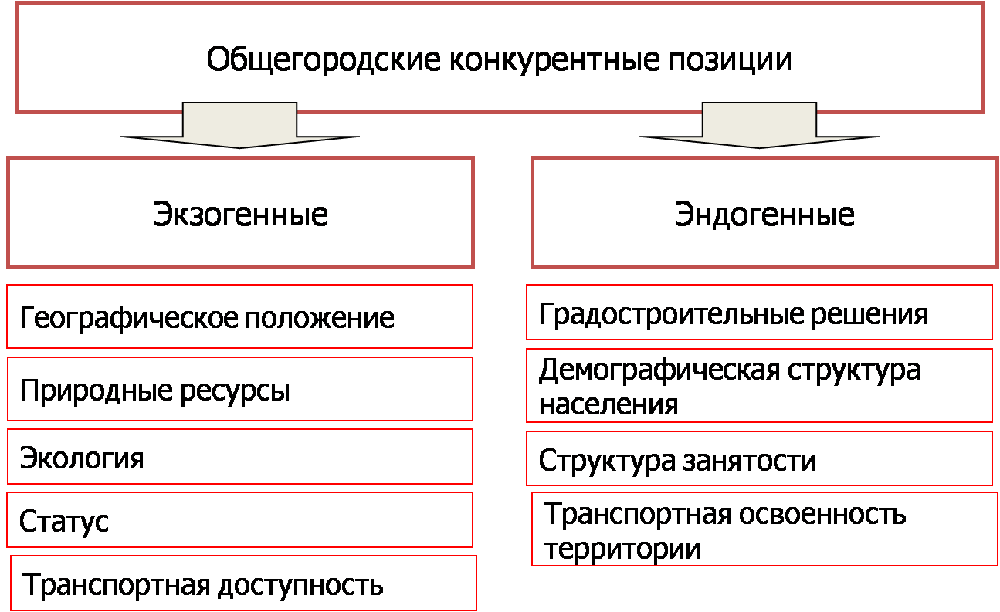 Общегородские конкурентные позиции
Экзогенные
Географическое положение
Природные ресурсы
Экология
Статус
Транспортная доступность
Эндогенные
Градостроительные решения
Демографическая структура
населения
Структура занятости
Транспортная освоенность
территории